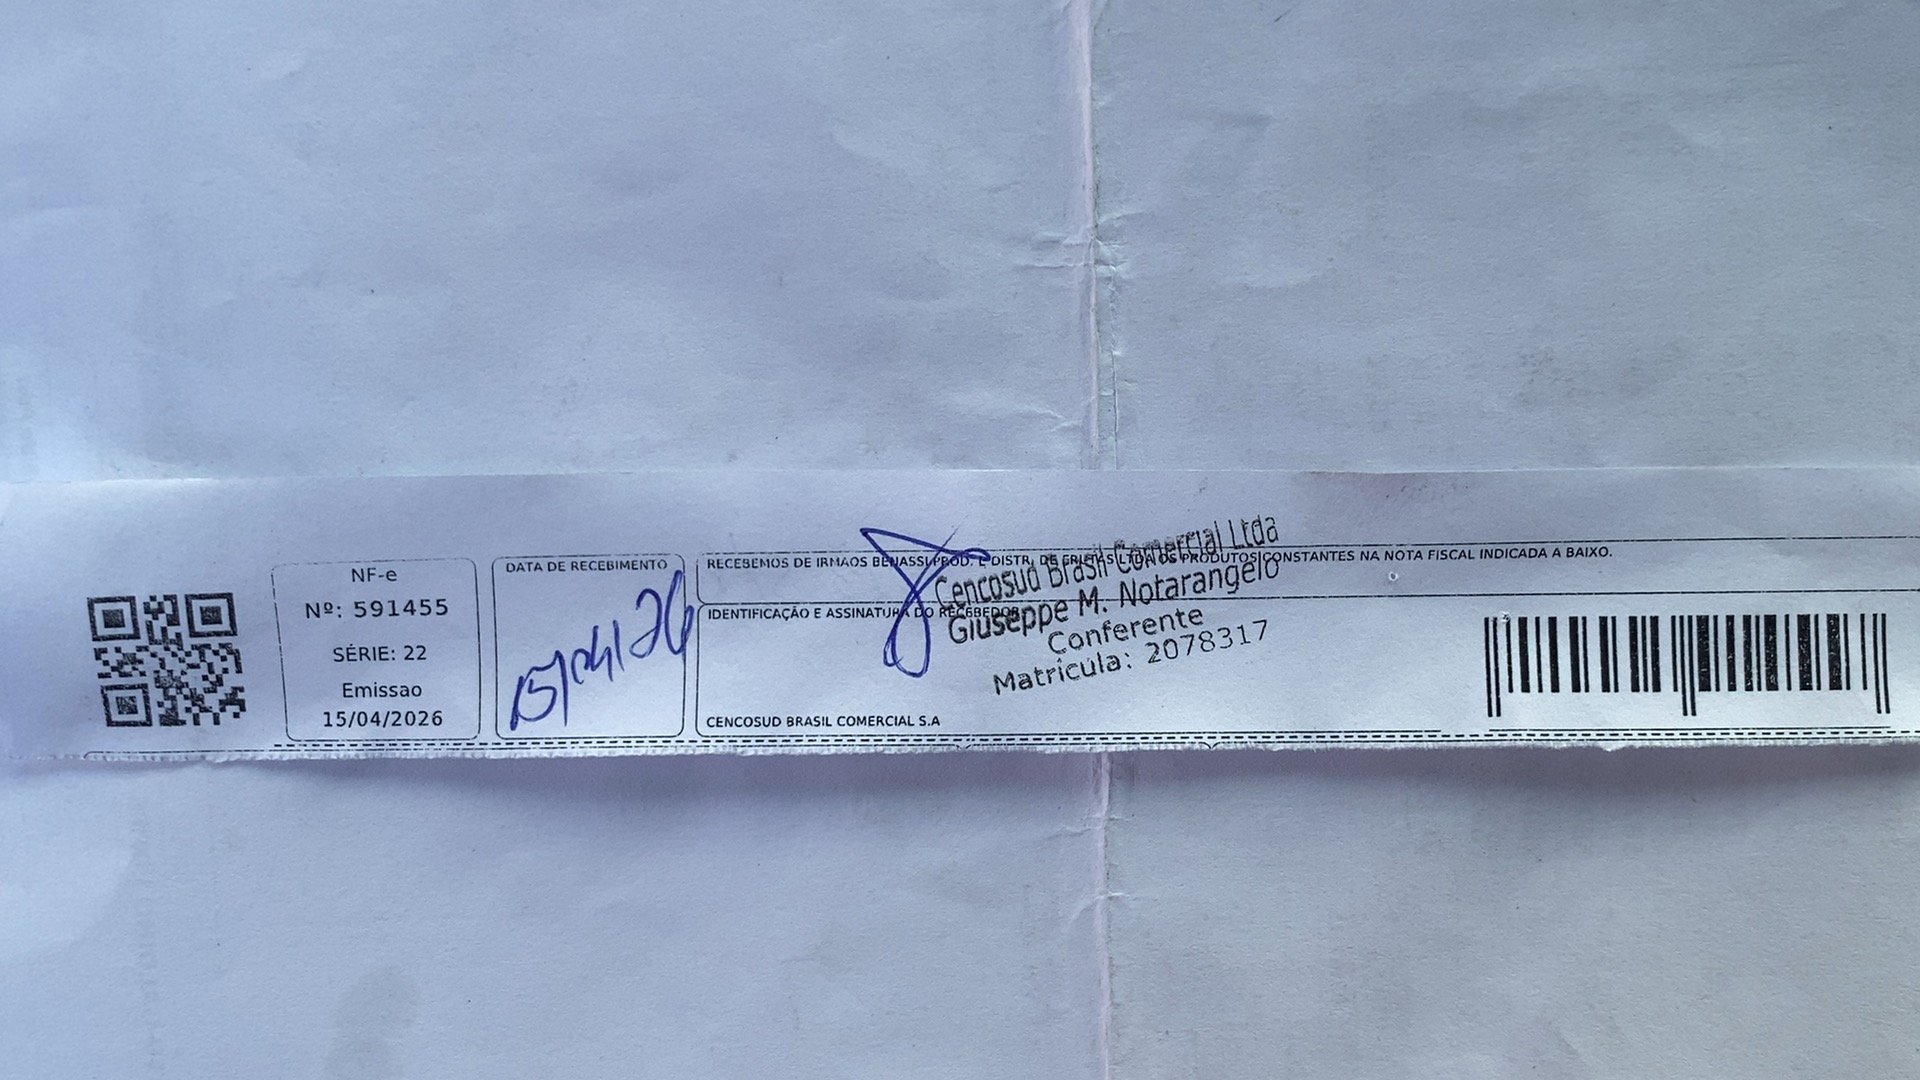 NF-e
Nº: 591455
SÉRIE: 22
Emissao
15/04/2026
DATA DE RECEBIMENTO
15/04/26
RECEBEMOS DE IRMAOS BENASSI PROD. E DISTR. DE FRUTAS LTDA OS PRODUTOS CONSTANTES NA NOTA FISCAL INDICADA A BAIXO.
IDENTIFICAÇÃO E ASSINATURA DO RECEBEDOR
Cencosud Brasil Comercial Ltda
Giuseppe M. Notarangelo
Conferente
Matrícula: 2078317
CENCOSUD BRASIL COMERCIAL S.A